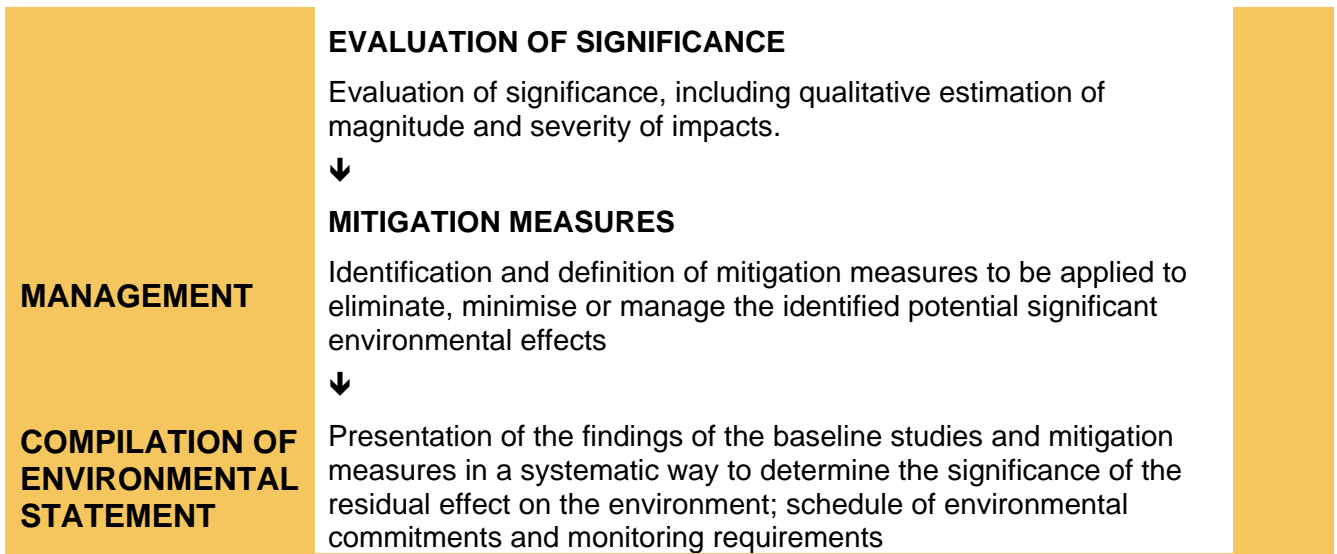 EVALUATION OF SIGNIFICANCE
Evaluation of significance, including qualitative estimation of
magnitude and severity of impacts.
🡫
MITIGATION MEASURES
MANAGEMENT
Identification and definition of mitigation measures to be applied to
eliminate, minimise or manage the identified potential significant
environmental effects
🡫
COMPILATION OF
ENVIRONMENTAL
STATEMENT
Presentation of the findings of the baseline studies and mitigation
measures in a systematic way to determine the significance of the
residual effect on the environment; schedule of environmental
commitments and monitoring requirements